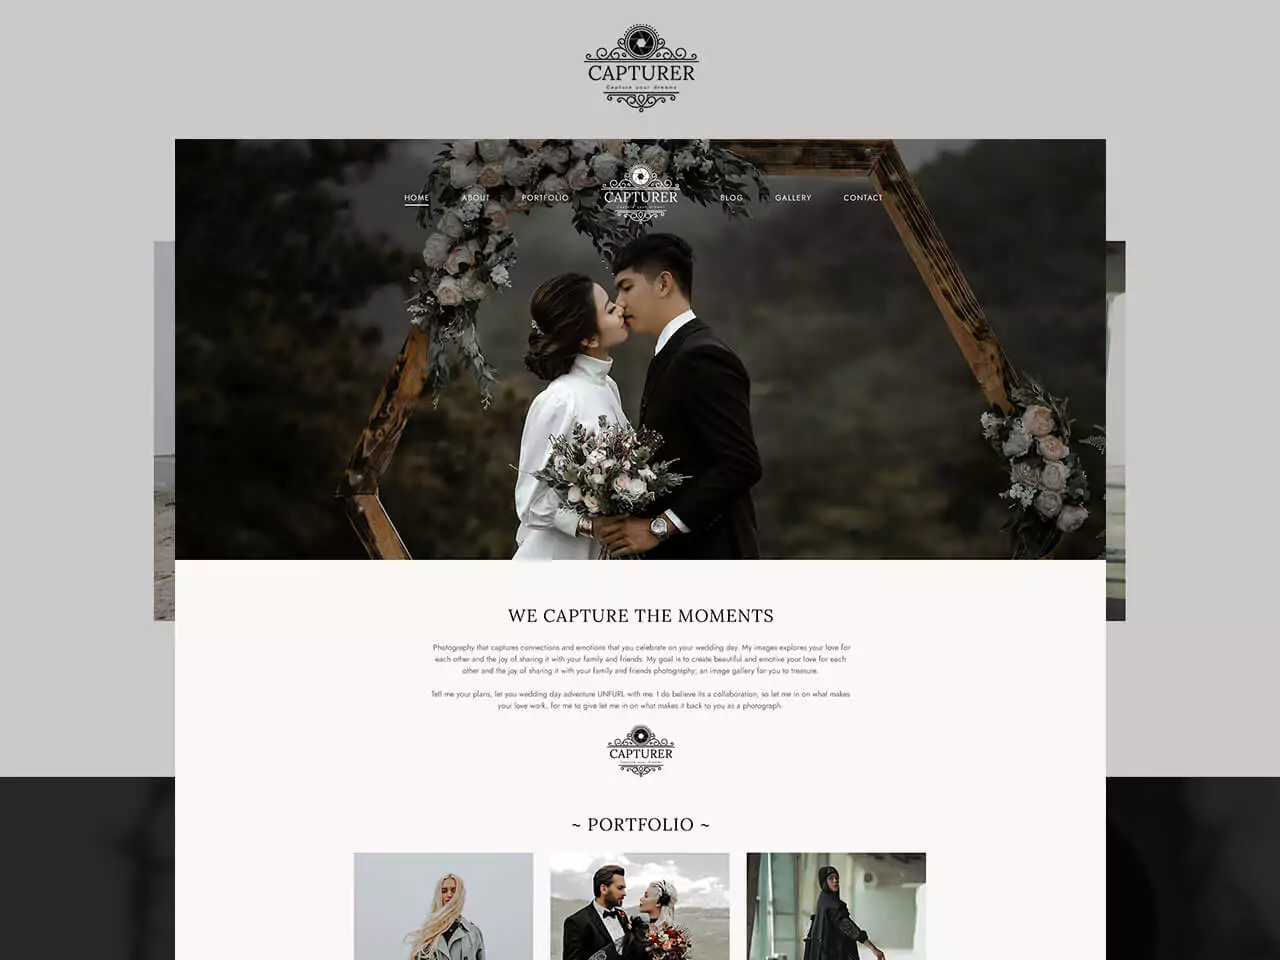 CAPTURER
Capture your dreams
HOME ABOUT PORTFOLIO CAPTURER BLOG GALLERY CONTACT
Capture your dreams
WE CAPTURE THE MOMENTS
Photography that captures connections and emotions that you celebrate on your wedding day. My images explores your love for
each other and the joy of sharing it with your family and friends. My goal is to create beautiful and emotive your love for each
other and the joy of sharing it with your family and friends photography; an image gallery for you to treasure.
Tell me your plans, let you wedding day adventure UNFURL with me. I do believe its a collaboration, so let me in on what makes
your love work, for me to give let me in on what makes it back to you as a photograph.
CAPTURER
Capture your dreams
~ PORTFOLIO ~